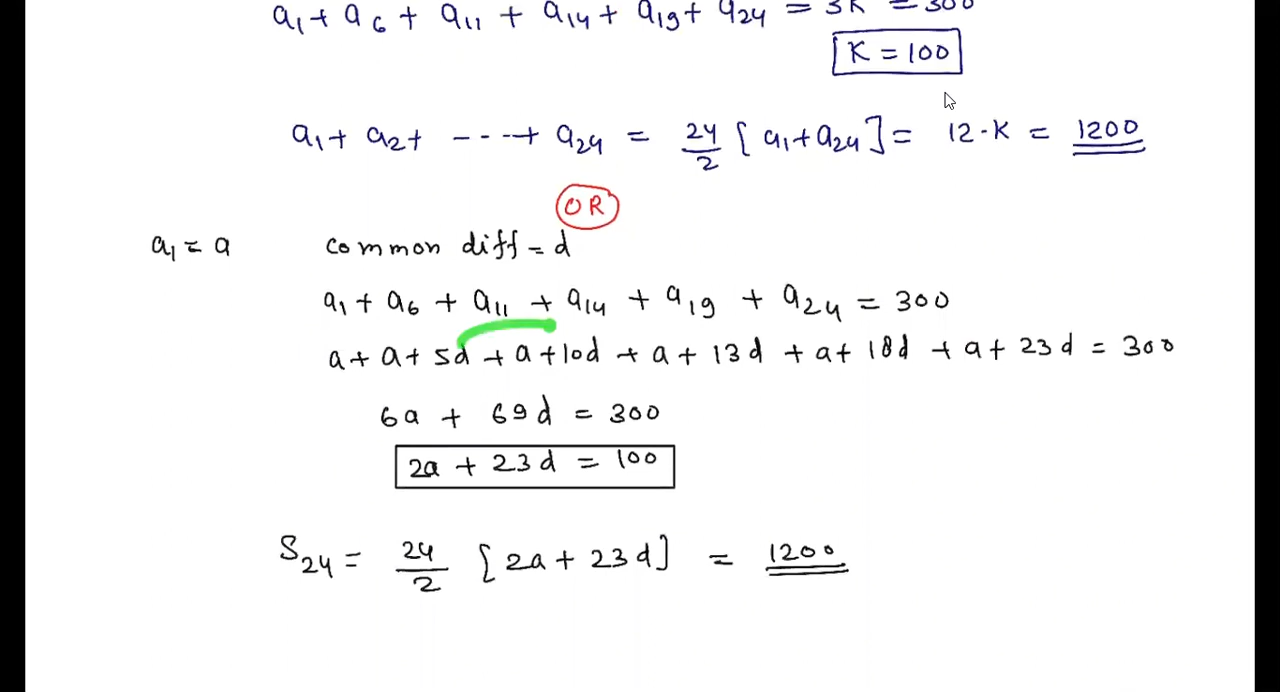 a₁ + a₆ + a₁₁ + a₁₄ + a₁₉ + a₂₄ = 3K = 300
K = 100
a₁ + a₂ + ---+ a₂₄ = 24/2 [a₁+a₂₄] = 12·K = 1200
OR
a₁ = a common diff = d
a₁ + a₆ + a₁₁ + a₁₄ + a₁₉ + a₂₄ = 300
a + a + 5d + a + 10d + a + 13d + a + 18d + a + 23d = 300
6a + 69d = 300
2a + 23d = 100
S₂₄ = 24/2 [2a + 23d] = 1200